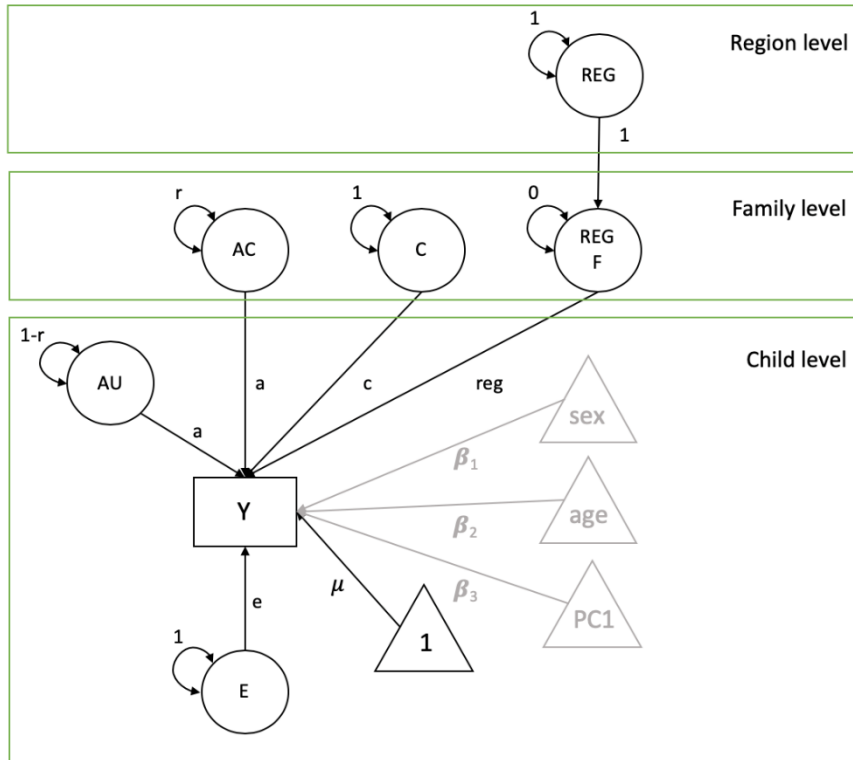 1
Region level
REG
1
r
1
0
Family level
AC
C
REG
F
1-r
Child level
AU
a
c
reg
sex
a
β₁
Y
age
β₂
μ
β₃
e
PC1
1
1
E